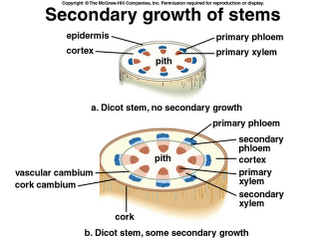 Copyright © The McGraw-Hill Companies, Inc. Permission required for reproduction or display.
Secondary growth of stems
epidermis
primary phloem
cortex
primary xylem
pith
a. Dicot stem, no secondary growth
primary phloem
secondary
phloem
pith
cortex
vascular cambium
primary
xylem
cork cambium
secondary
xylem
cork
b. Dicot stem, some secondary growth